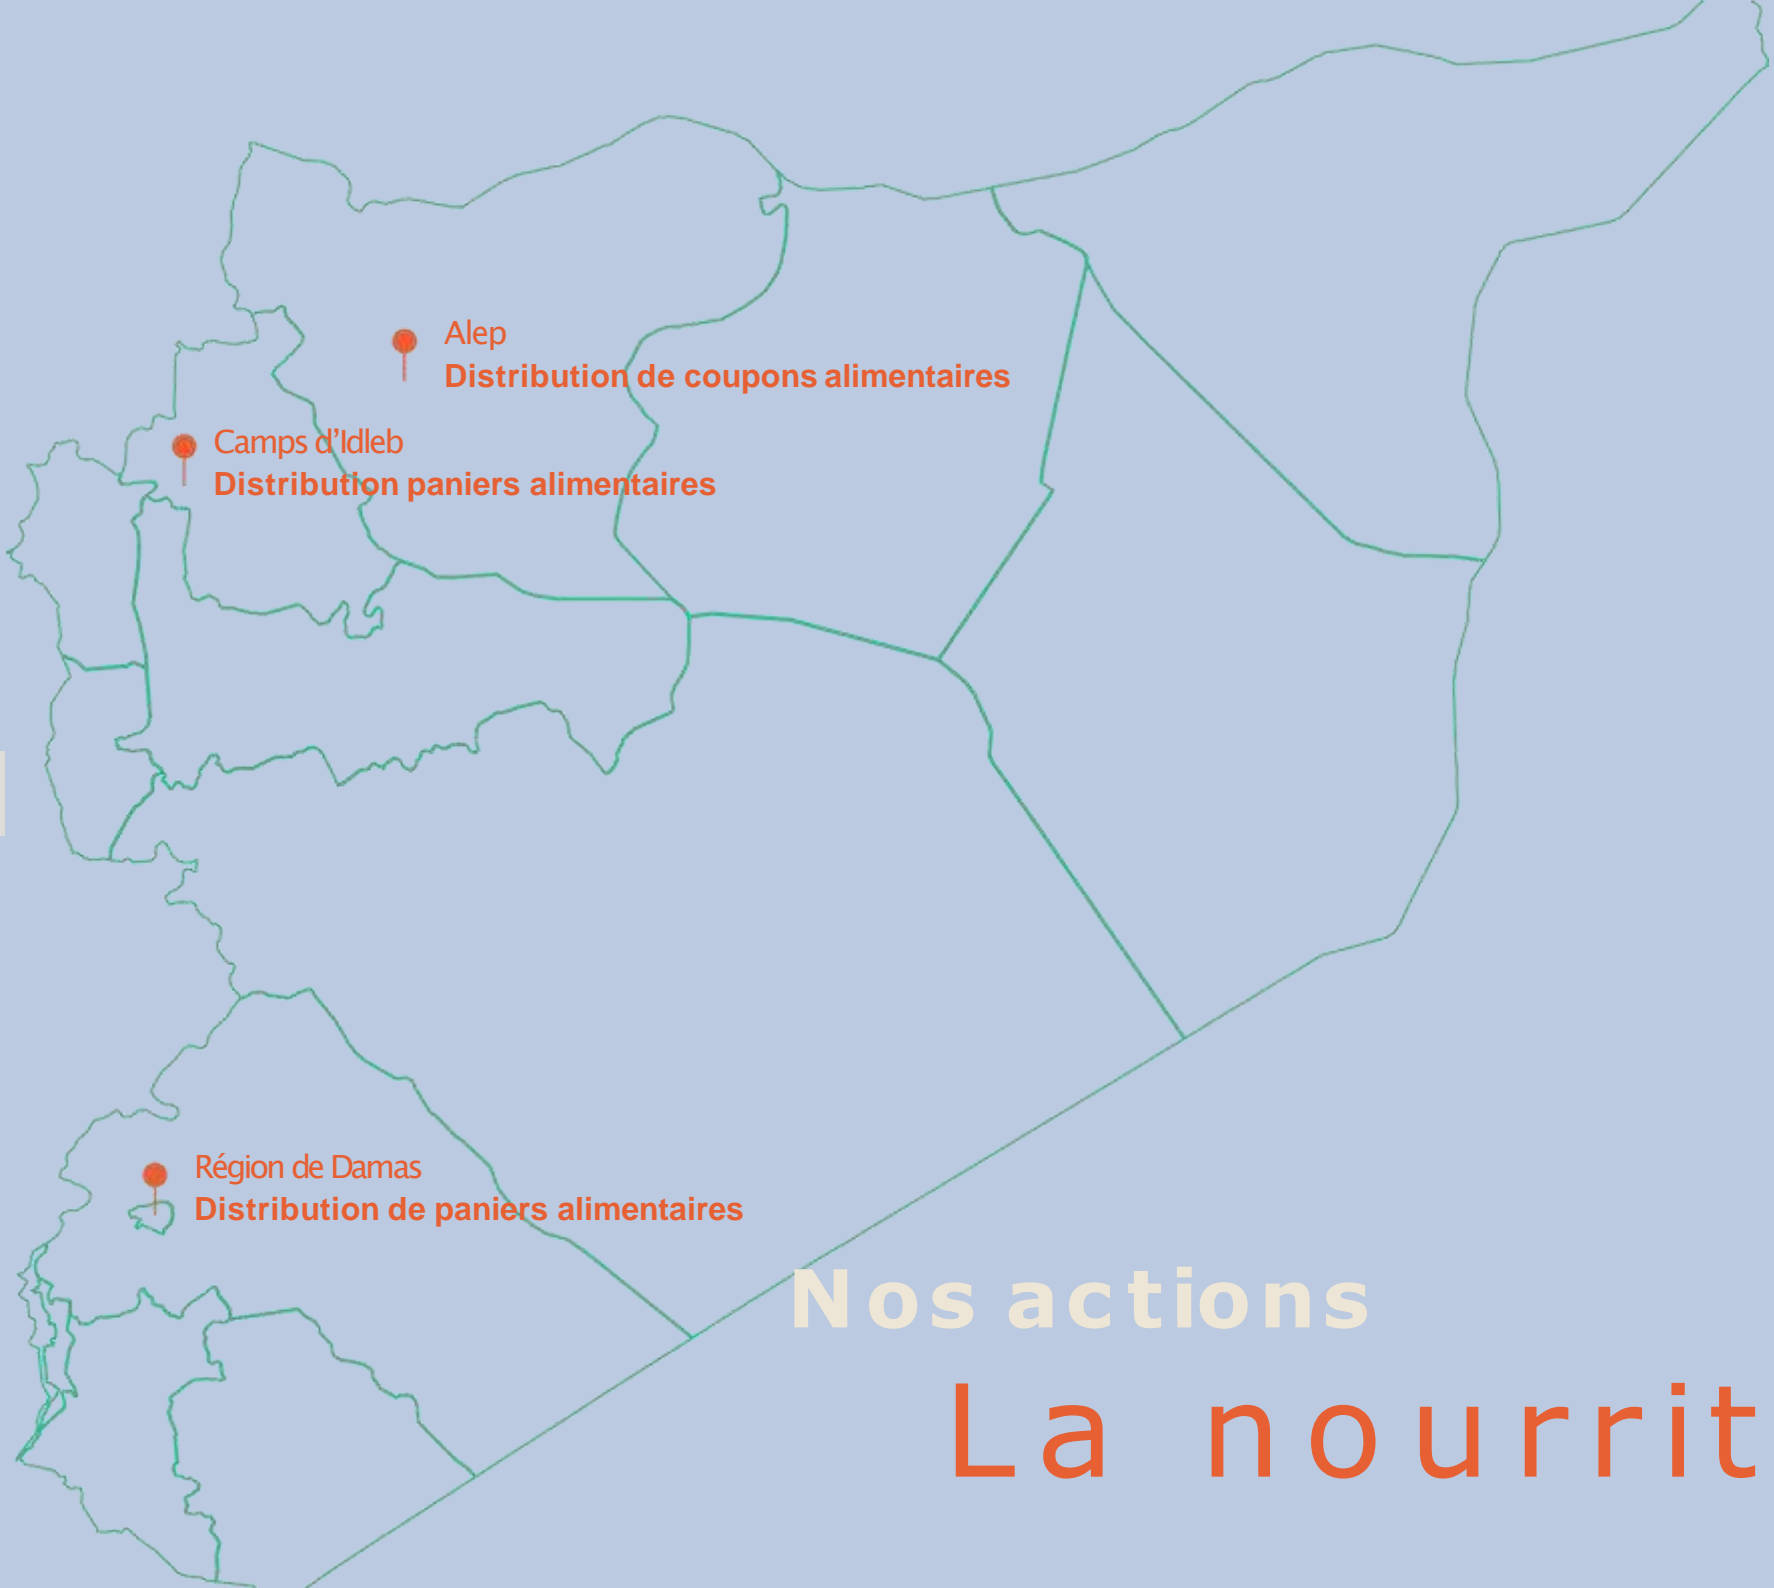 Alep
Distribution de coupons alimentaires
Camps d'Idleb
Distribution paniers alimentaires
Région de Damas
Distribution de paniers alimentaires
Nos actions
La nourrit